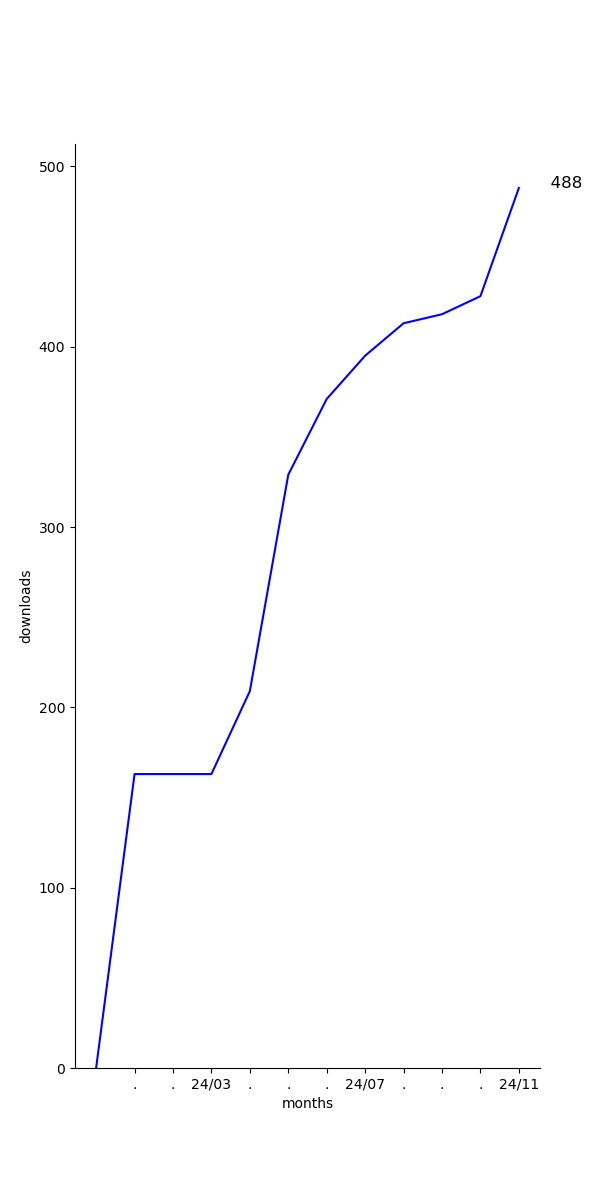 500
488
400
300
downloads
200
100
0
. . 24/03 . . . 24/07 . . . 24/11
months